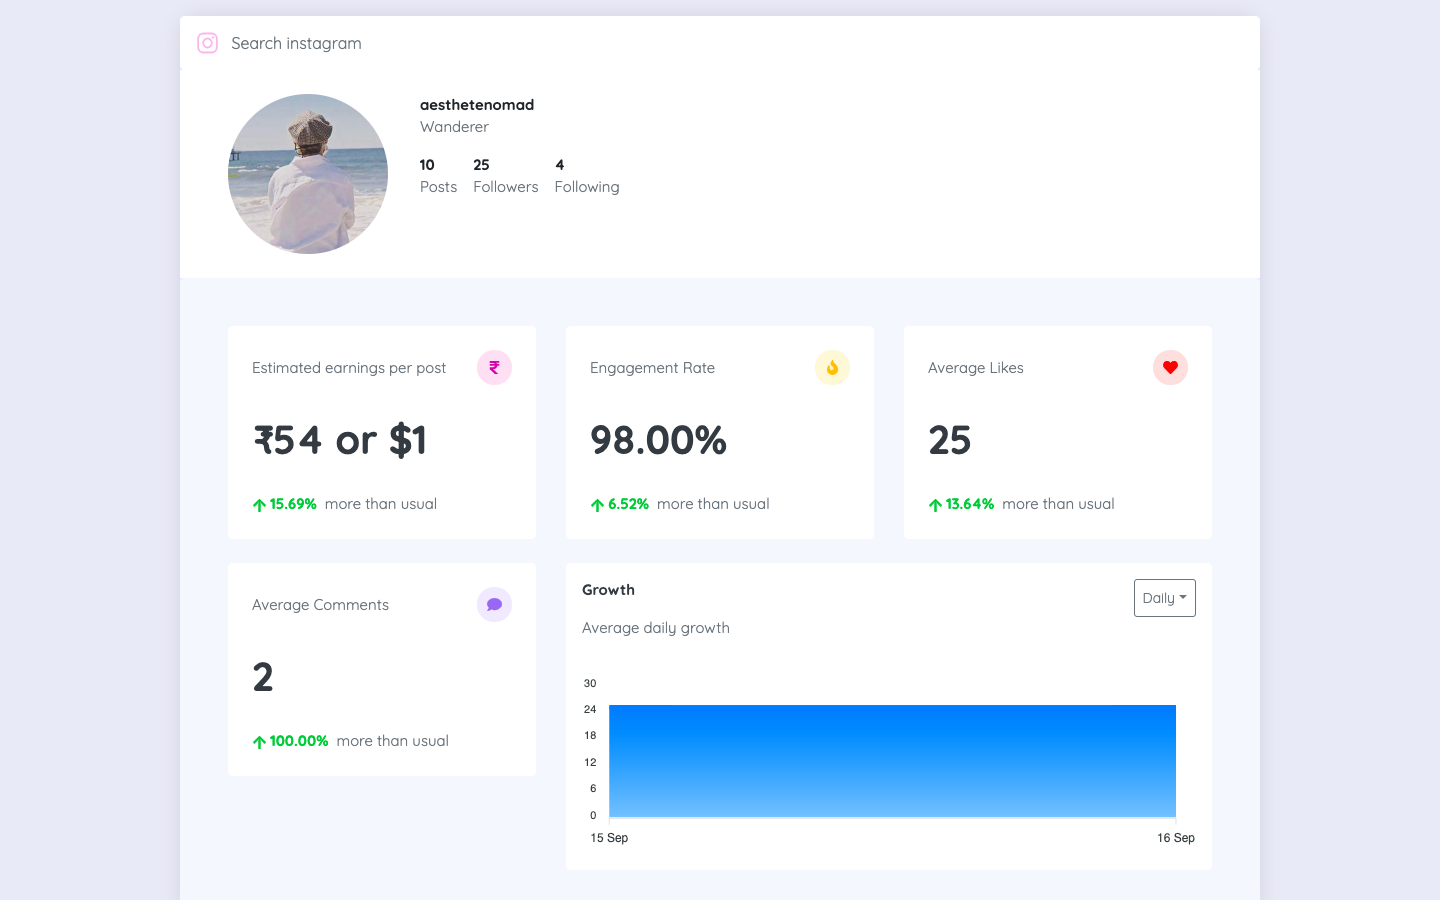 Search instagram
aesthetenomad
Wanderer
10 25 4
Posts Followers Following
Estimated earnings per post
₹
₹54 or $1
15.69% more than usual
Engagement Rate
98.00%
6.52% more than usual
Average Likes
25
13.64% more than usual
Average Comments
2
100.00% more than usual
Growth
Daily
Average daily growth
30
24
18
12
6
0
15 Sep
16 Sep